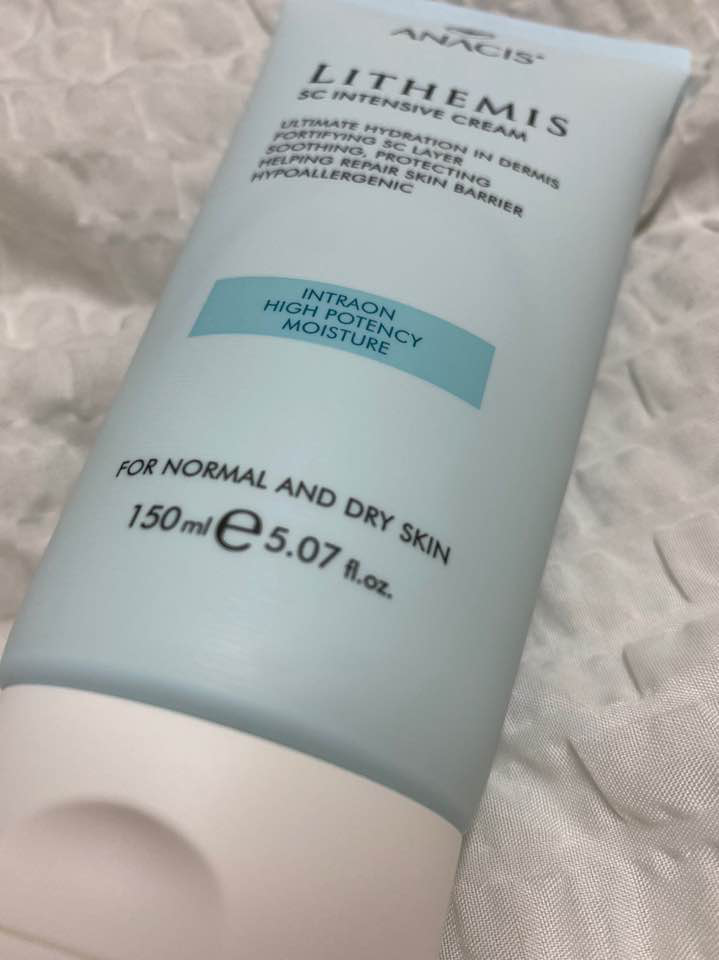 ANACIS®
LITHEMIS
SC INTENSIVE CREAM
ULTIMATE HYDRATION IN DERMIS
FORTIFYING SC LAYER
SOOTHING, PROTECTING
HELPING REPAIR SKIN BARRIER
HYPOALLERGENIC
INTRAON
HIGH POTENCY
MOISTURE
FOR NORMAL AND DRY SKIN
150ml e 5.07 fl.oz.